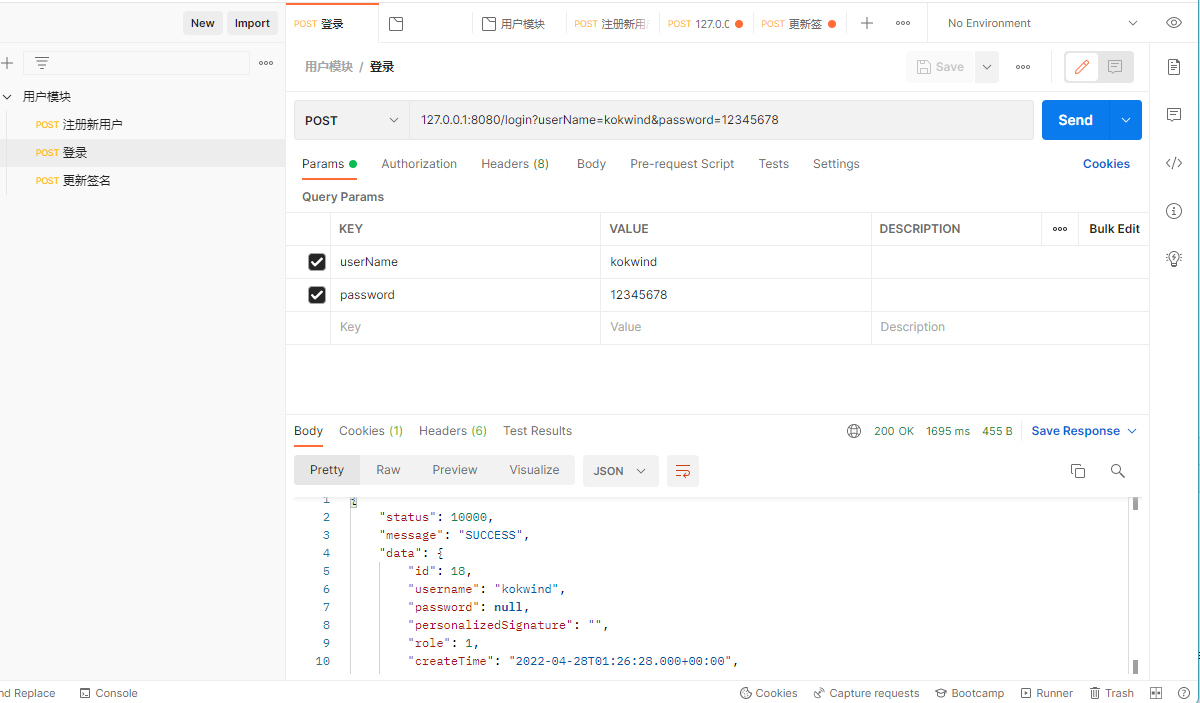 New Import POST 登录 用户模块 POST 注册新用 POST 127.0. POST 更新签 No Environment
用户模块 / 登录 Save
用户模块
POST 注册新用户
POST 登录
POST 更新签名
POST 127.0.0.1:8080/login?userName=kokwind&password=12345678 Send
Params Authorization Headers (8) Body Pre-request Script Tests Settings Cookies
Query Params
KEY VALUE DESCRIPTION Bulk Edit
userName kokwind
password 12345678
Key Value Description
Body Cookies (1) Headers (6) Test Results 200 OK 1695 ms 455 B Save Response
Pretty Raw Preview Visualize JSON
1 {
2 "status": 10000,
3 "message": "SUCCESS",
4 "data": {
5 "id": 18,
6 "username": "kokwind",
7 "password": null,
8 "personalizedSignature": "",
9 "role": 1,
10 "createTime": "2022-04-28T01:26:28.000+00:00",
nd Replace Console Cookies Capture requests Bootcamp Runner Trash